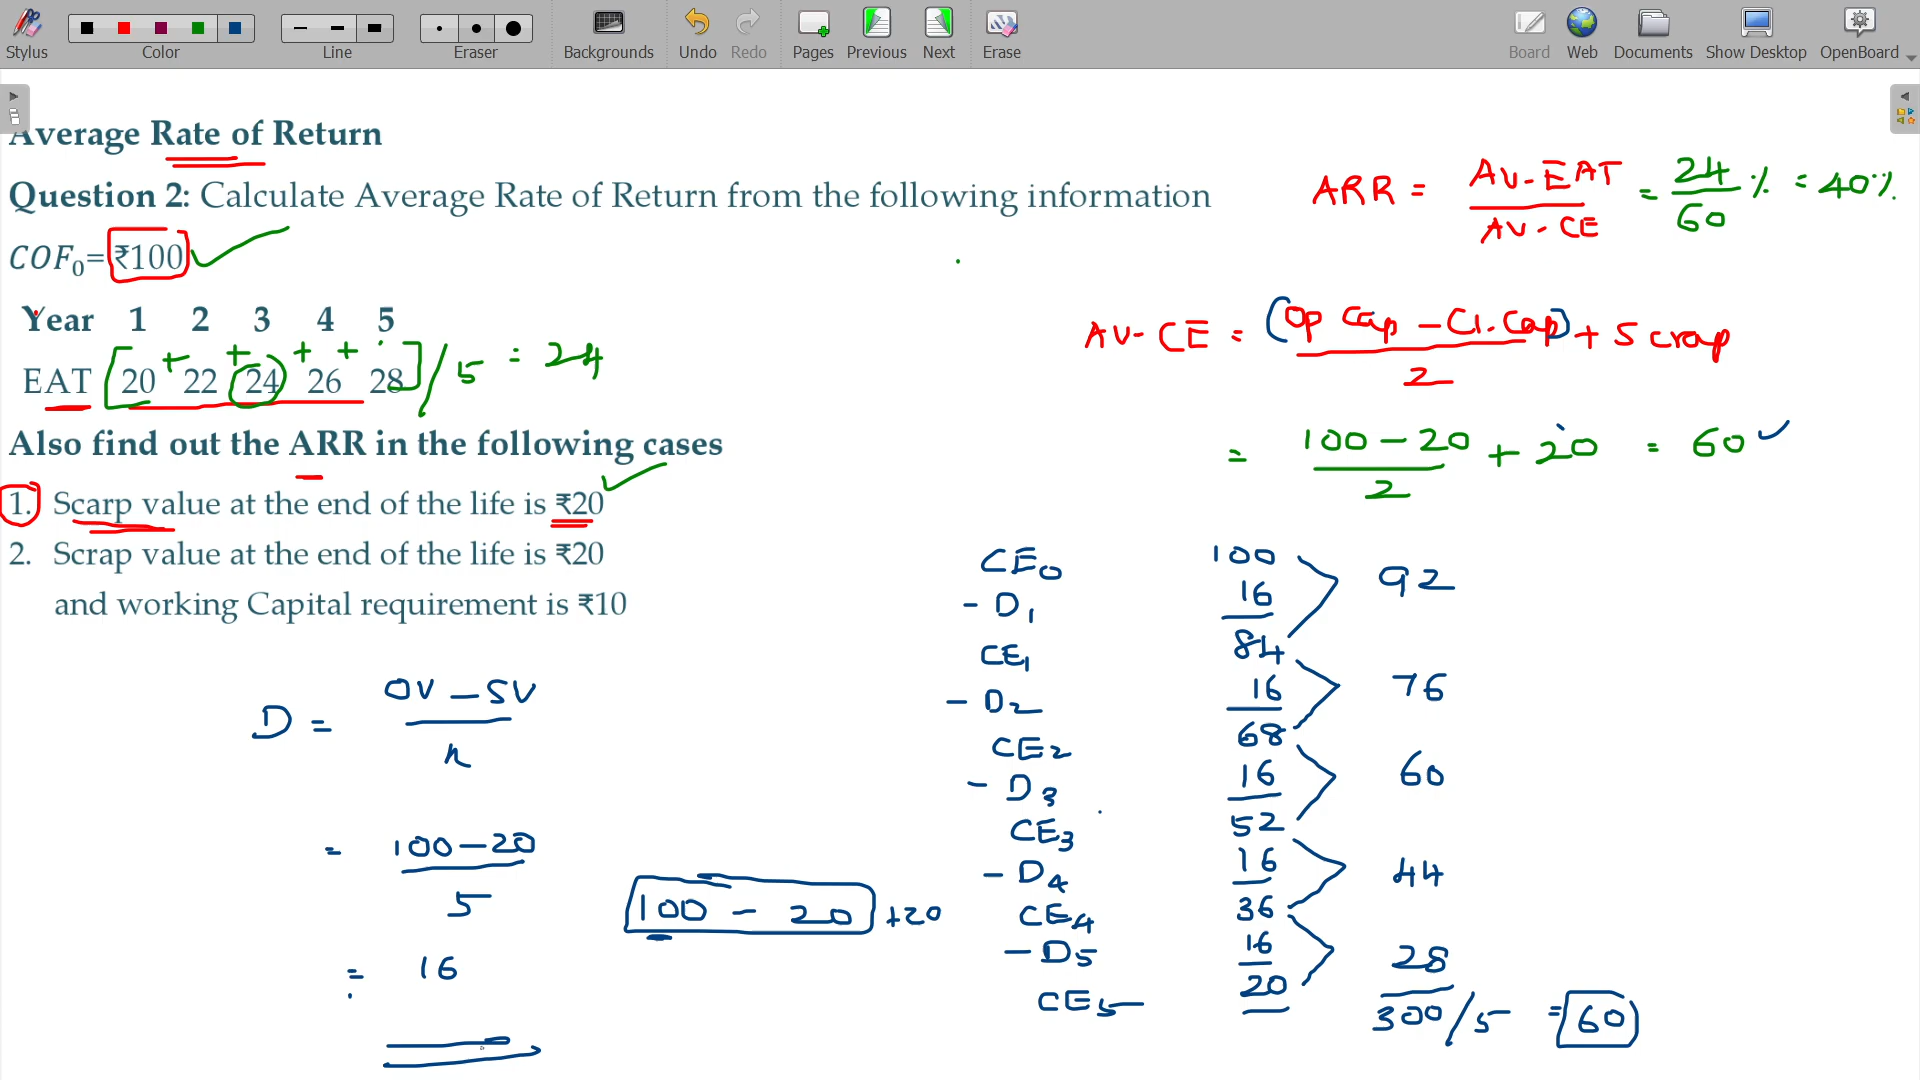 Stylus Color Line Eraser Backgrounds Undo Redo Pages Previous Next Erase Board Web Documents Show Desktop OpenBoard
Average Rate of Return
Question 2: Calculate Average Rate of Return from the following information
COF₀= ₹100
Year 1 2 3 4 5
EAT [20 + 22 + 24 + 26 + 28] / 5 = 24
Also find out the ARR in the following cases
1. Scarp value at the end of the life is ₹20
2. Scrap value at the end of the life is ₹20
and working Capital requirement is ₹10
D = OV - SV
n
= 100 - 20
5
= 16
100 - 20 + 20
ARR = AV-EAT = 24 % = 40%
AV-CE 60
AV-CE = (Op Cap - Cl. Cap) + Scrap
2
= 100 - 20 + 20 = 60
2
CE₀ 100
92
- D₁ 16
CE₁ 84
76
- D₂ 16
CE₂ 68
60
- D₃ 16
CE₃ 52
44
- D₄ 16
CE₄ 36
28
- D₅ 16
CE₅ 20
300/5 = 60